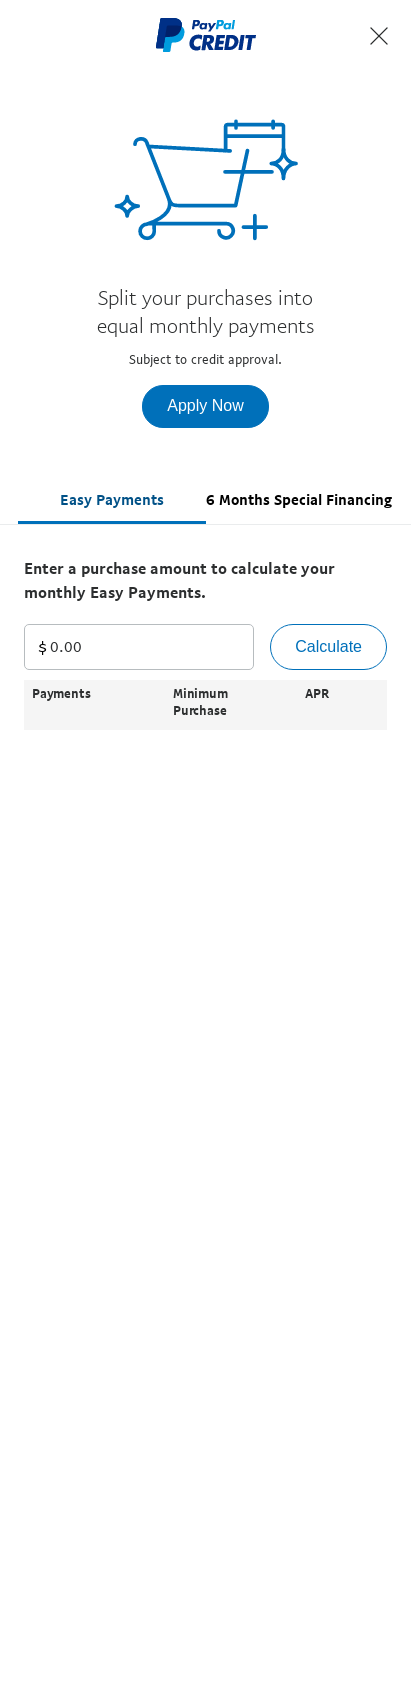 PayPal
CREDIT
Split your purchases into
equal monthly payments
Subject to credit approval.
Apply Now
Easy Payments
6 Months Special Financing
Enter a purchase amount to calculate your
monthly Easy Payments.
$ 0.00
Calculate
Payments
Minimum
Purchase
APR